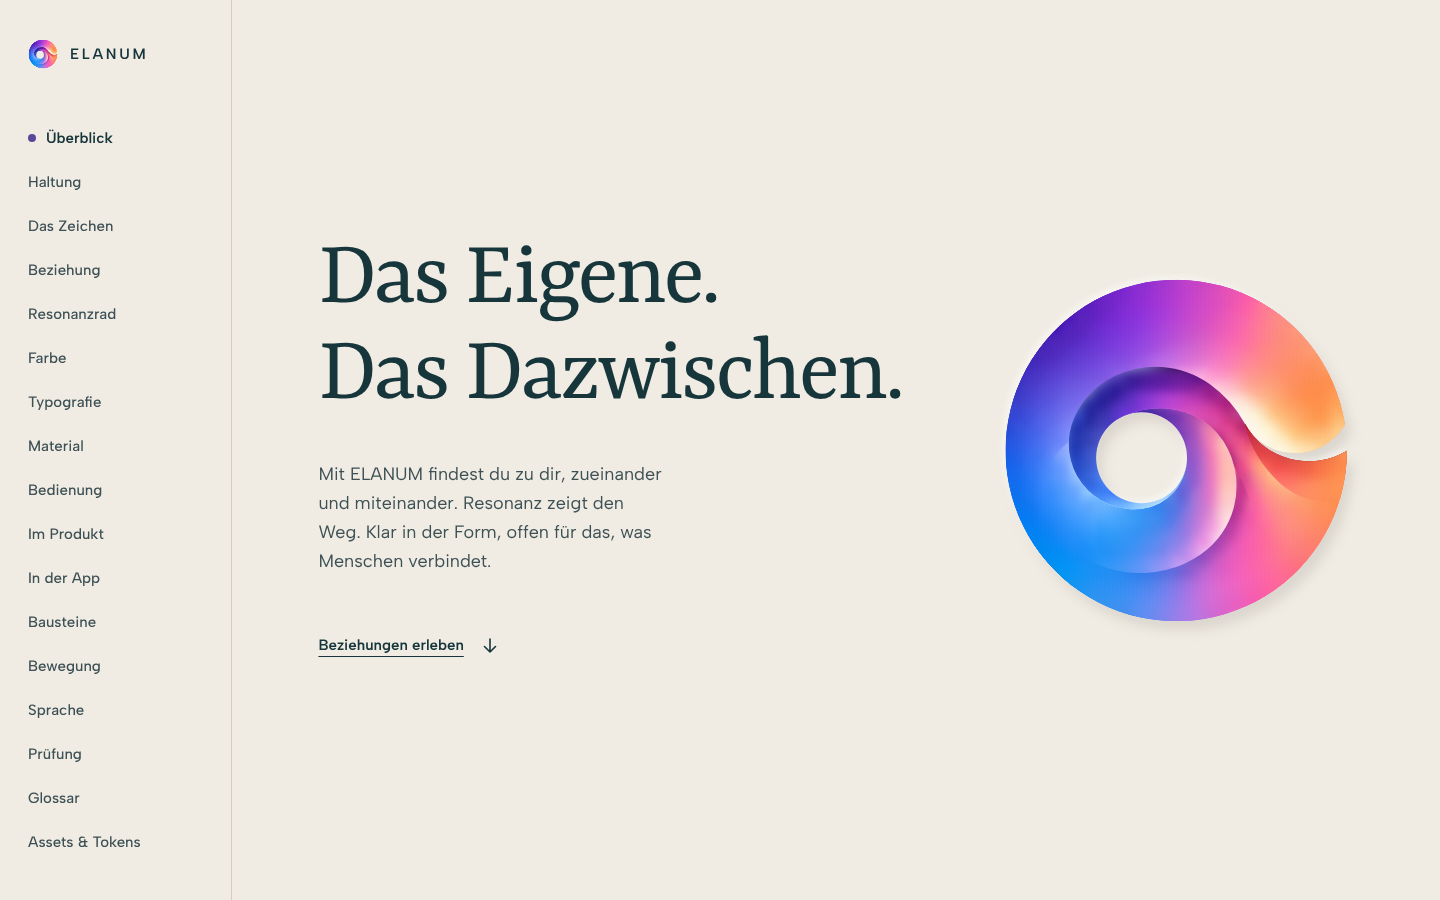 ELANUM
Überblick
Haltung
Das Zeichen
Beziehung
Resonanzrad
Farbe
Typografie
Material
Bedienung
Im Produkt
In der App
Bausteine
Bewegung
Sprache
Prüfung
Glossar
Assets & Tokens
Das Eigene.
Das Dazwischen.
Mit ELANUM findest du zu dir, zueinander
und miteinander. Resonanz zeigt den
Weg. Klar in der Form, offen für das, was
Menschen verbindet.
Beziehungen erleben